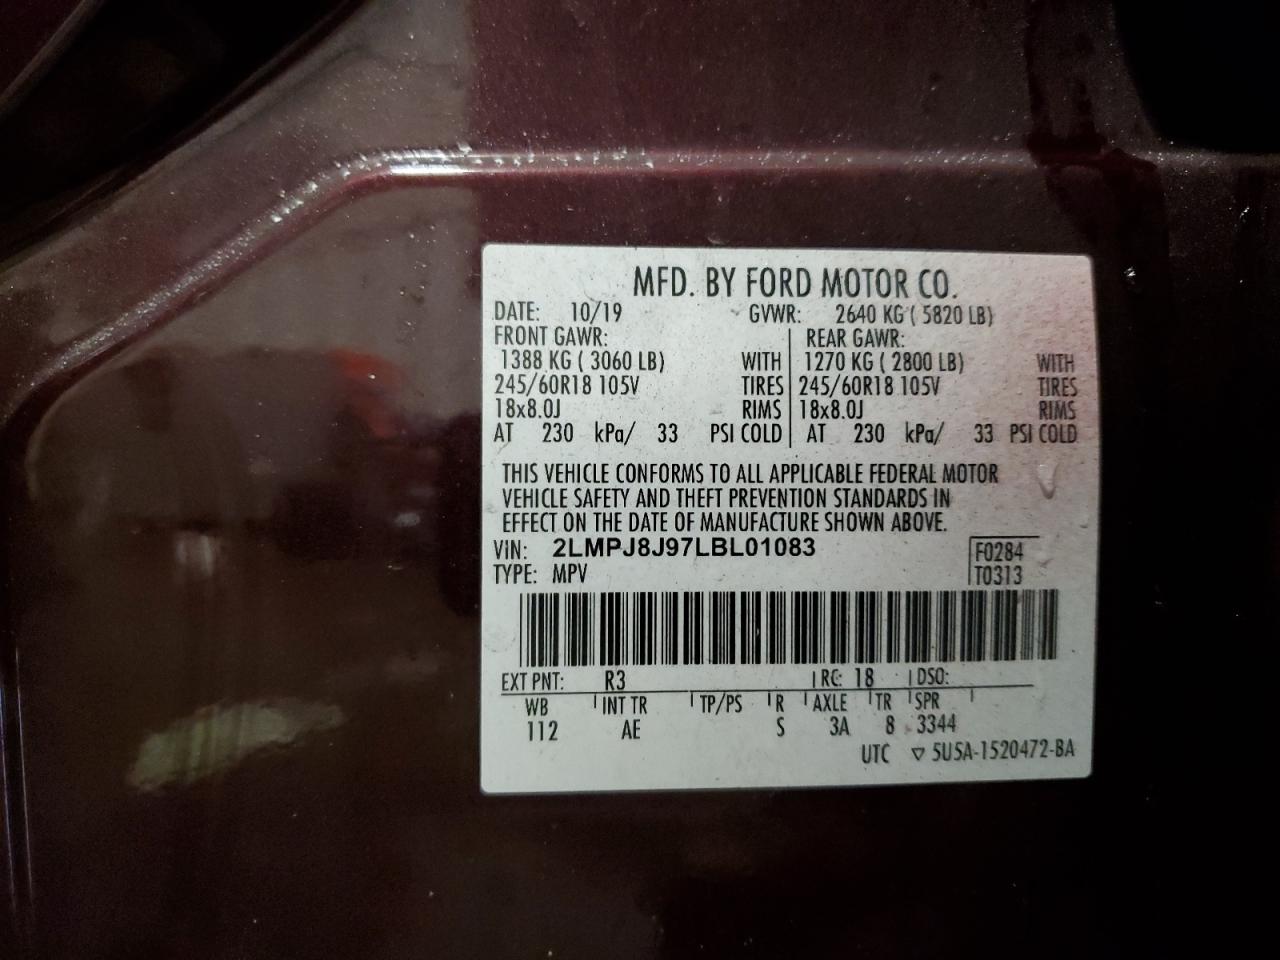 MFD. BY FORD MOTOR CO.
DATE: 10/19 GVWR: 2640 KG ( 5820 LB)
FRONT GAWR: REAR GAWR:
1388 KG ( 3060 LB) WITH 1270 KG ( 2800 LB) WITH
245/60R18 105V TIRES 245/60R18 105V TIRES
18x8.0J RIMS 18x8.0J RIMS
AT 230 kPa/ 33 PSI COLD AT 230 kPa/ 33 PSI COLD
THIS VEHICLE CONFORMS TO ALL APPLICABLE FEDERAL MOTOR
VEHICLE SAFETY AND THEFT PREVENTION STANDARDS IN
EFFECT ON THE DATE OF MANUFACTURE SHOWN ABOVE.
VIN: 2LMPJ8J97LBL01083 F0284
TYPE: MPV T0313
EXT PNT: R3 RC: 18 DSO:
WB INT TR TP/PS R AXLE TR SPR
112 AE S 3A 8 3344
UTC ▽ 5U5A-1520472-BA